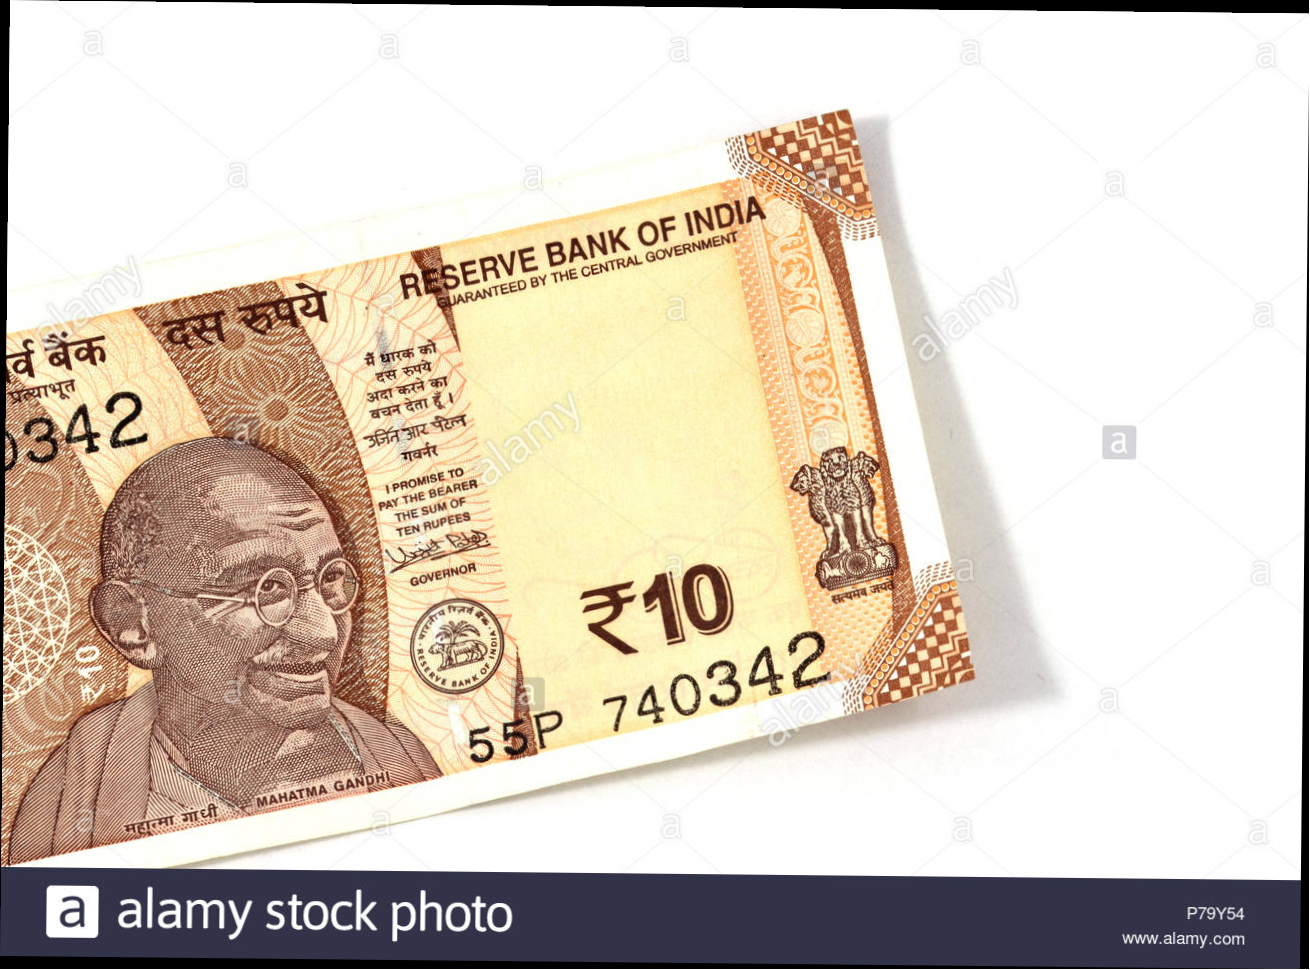 र्व बैंक
प्रत्याभूत
0342
दस रुपये
RESERVE BANK OF INDIA
GUARANTEED BY THE CENTRAL GOVERNMENT
मैं धारक को
दस रुपये
अदा करने का
वचन देता हूँ।
गवर्नर
I PROMISE TO
PAY THE BEARER
THE SUM OF
TEN RUPEES
GOVERNOR
भारतीय रिज़र्व बैंक
RESERVE BANK OF INDIA
₹10
₹10
सत्यमेव जयते
55P 740342
महात्मा गांधी
MAHATMA GANDHI
alamy
alamy
alamy
alamy
a alamy stock photo
P79Y54
www.alamy.com